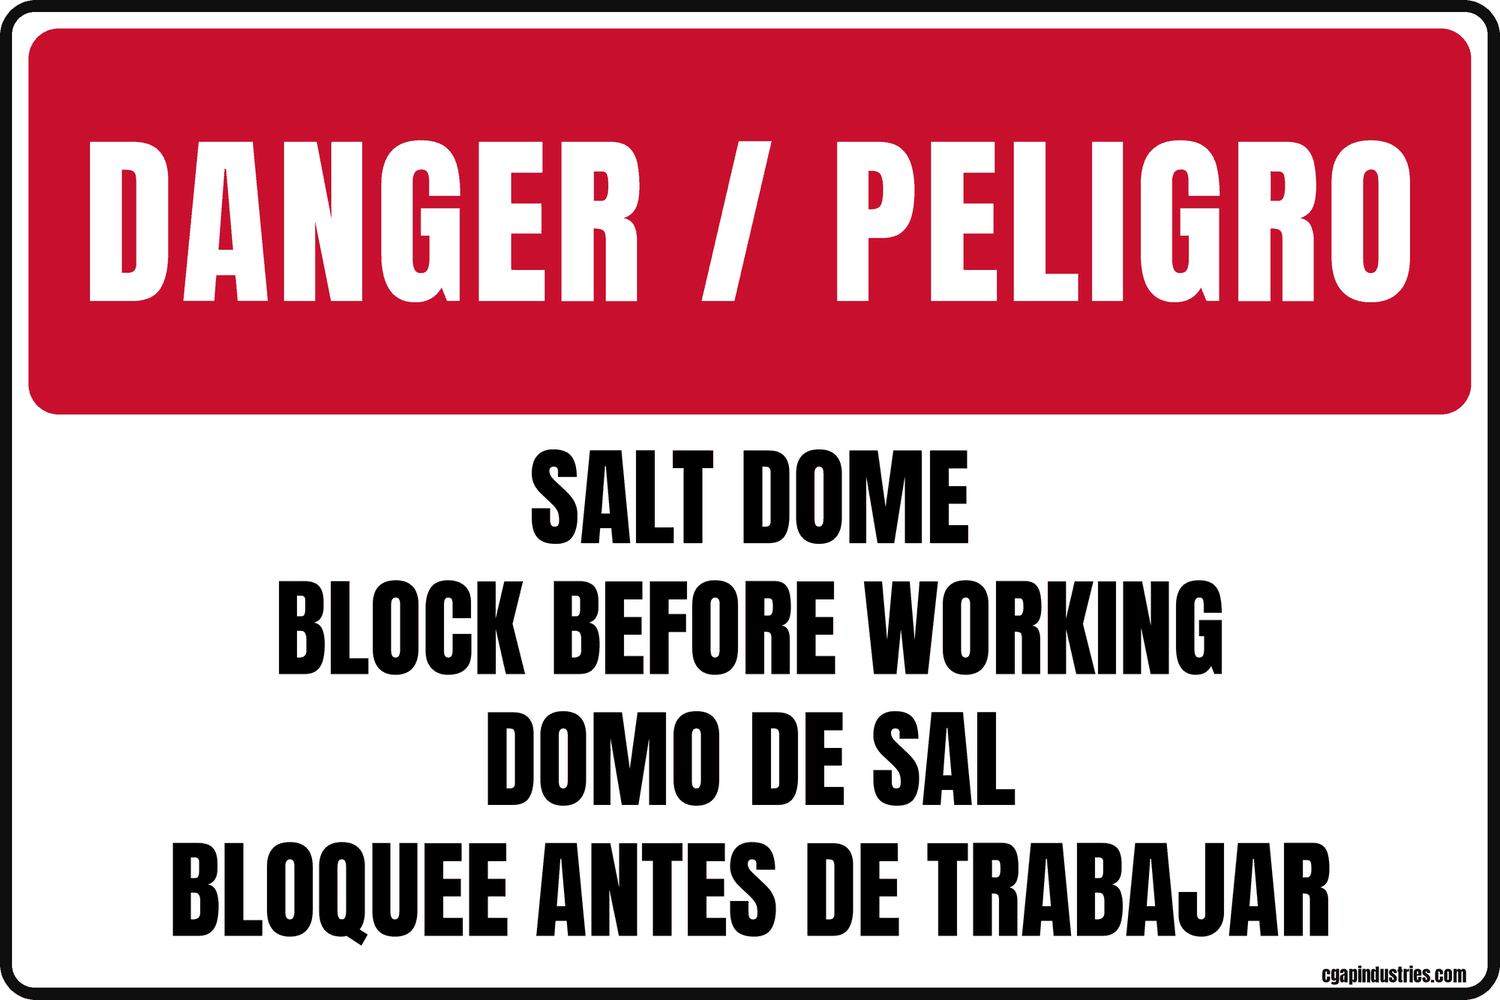 DANGER / PELIGRO
SALT DOME
BLOCK BEFORE WORKING
DOMO DE SAL
BLOQUEE ANTES DE TRABAJAR
cgapindustries.com